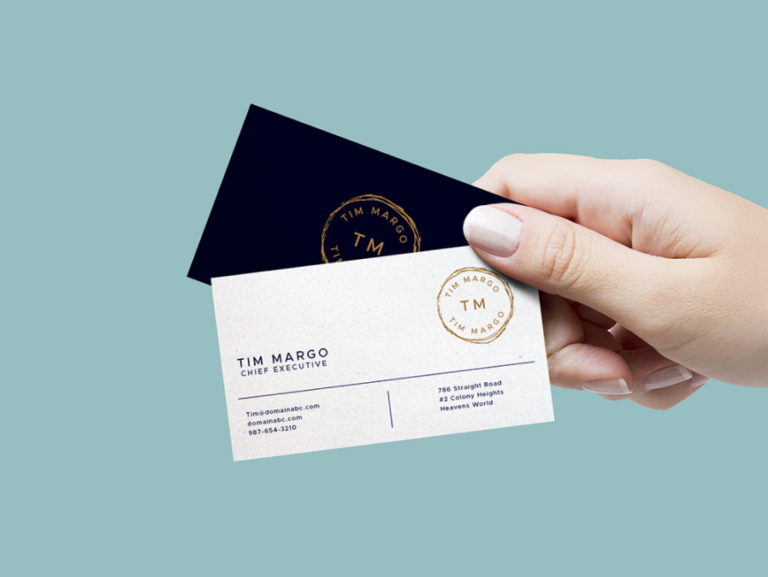 TIM MARGO
TM
TIM
TIM MARGO
TM
TIM MARGO
TIM MARGO
CHIEF EXECUTIVE
Tim@domainabc.com
domainabc.com
987-654-3210
786 Straight Road
#2 Colony Heights
Heavens World